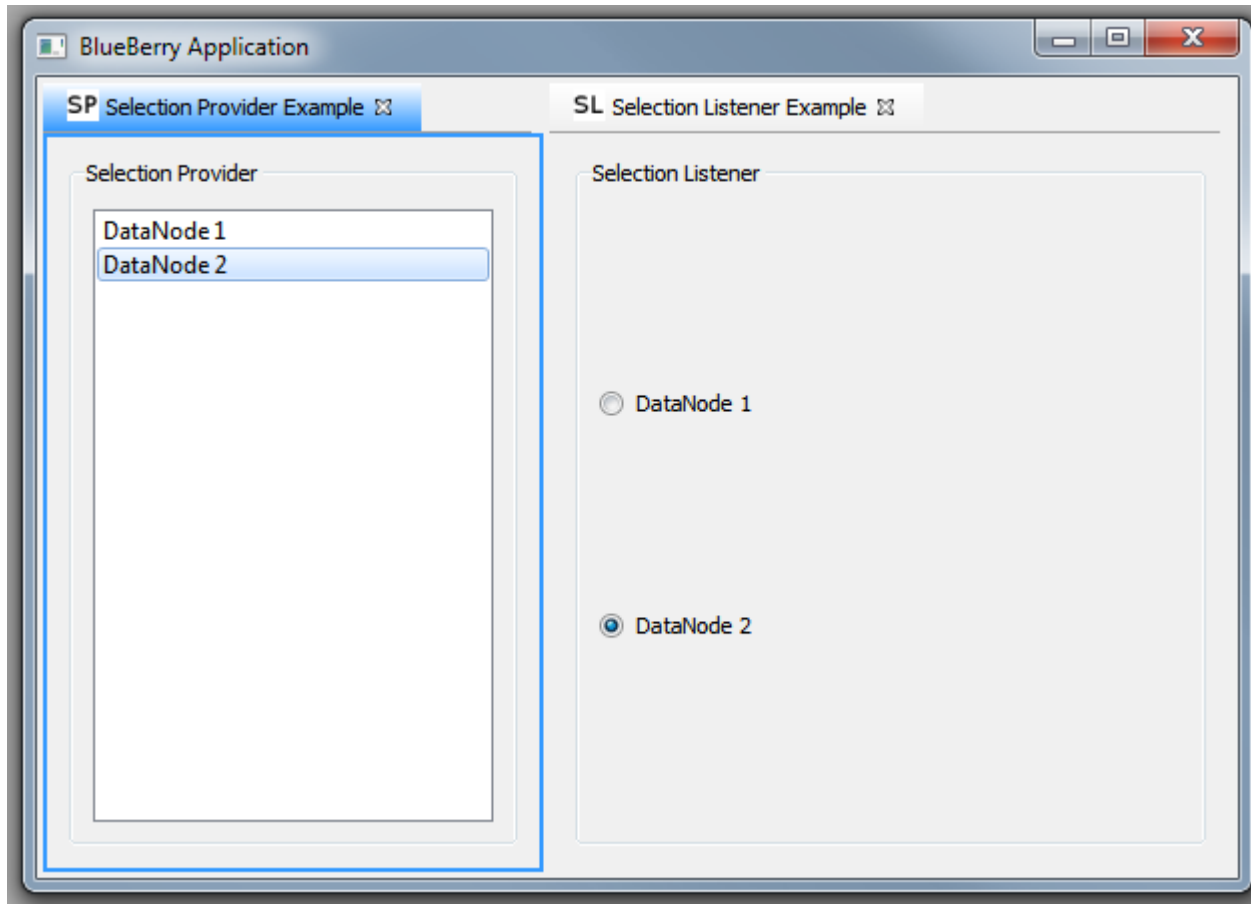 BlueBerry Application
SP Selection Provider Example
SL Selection Listener Example
Selection Provider
DataNode 1
DataNode 2
Selection Listener
DataNode 1
DataNode 2